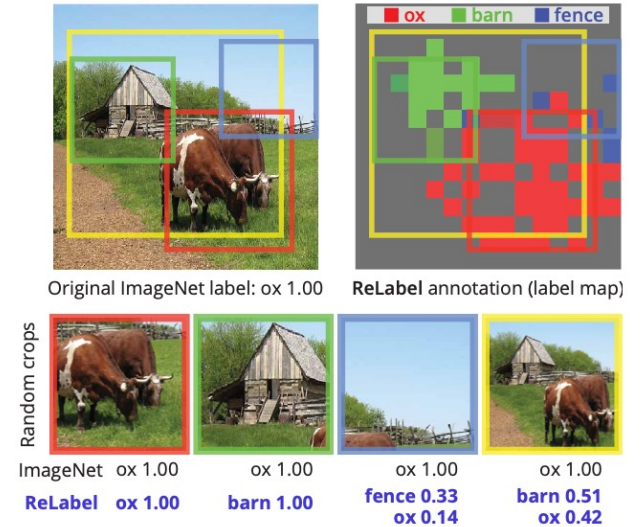 ox barn fence
Original ImageNet label: ox 1.00
ReLabel annotation (label map)
Random crops
ImageNet ox 1.00 ox 1.00 ox 1.00 ox 1.00
ReLabel ox 1.00 barn 1.00 fence 0.33 barn 0.51
ox 0.14 ox 0.42